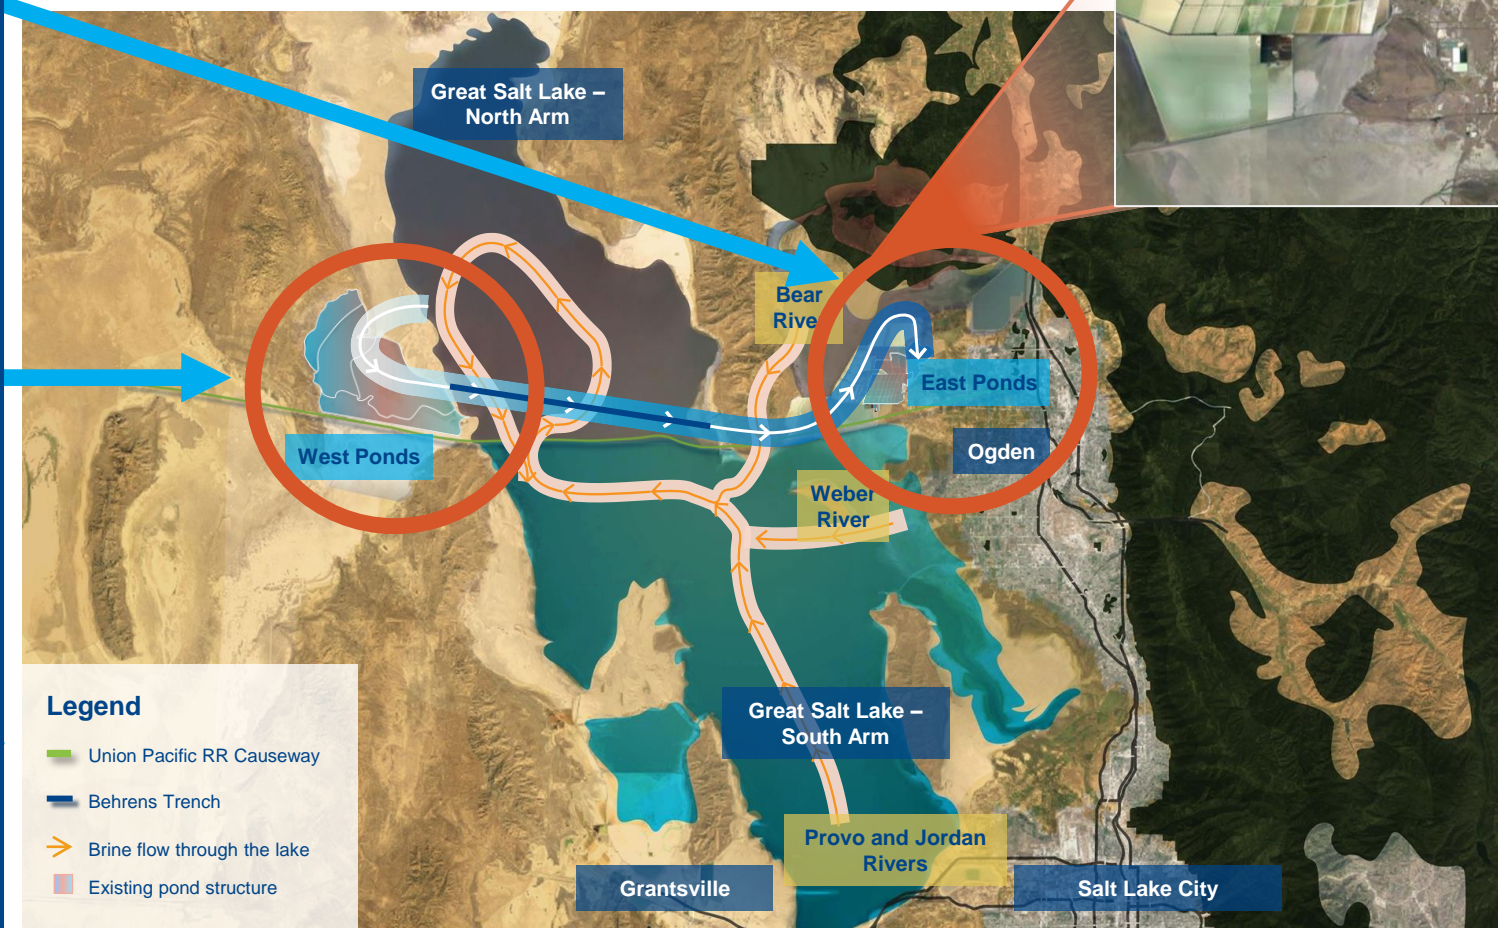 Great Salt Lake –
North Arm
Bear
River
East Ponds
West Ponds
Ogden
Weber
River
Great Salt Lake –
South Arm
Provo and Jordan
Rivers
Grantsville
Salt Lake City
Legend
Union Pacific RR Causeway
Behrens Trench
Brine flow through the lake
Existing pond structure